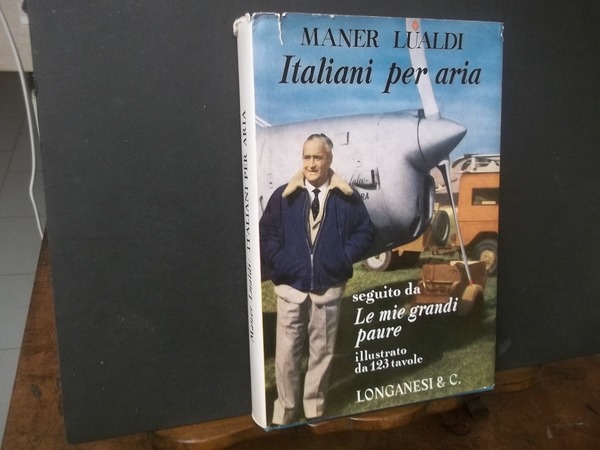 MANER LUALDI
Italiani per aria
seguito da
Le mie grandi
paure
illustrato
da 123 tavole
LONGANESI & C.
Maner Lualdi: ITALIANI PER ARIA